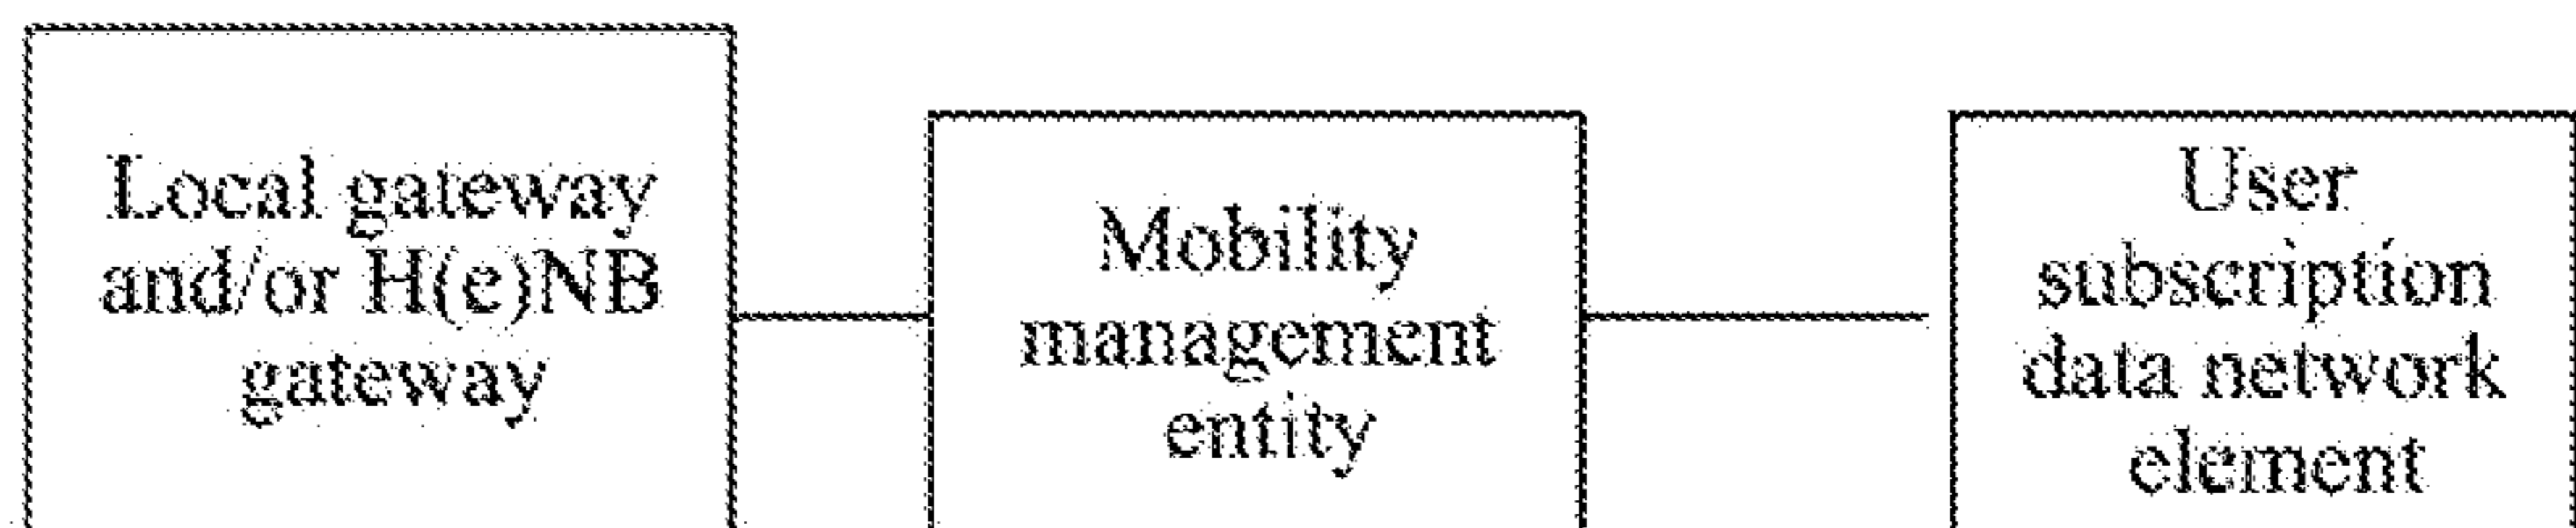 Local gateway
and/or H(e)NB
gateway
Mobility
management
entity
User
subscription
data network
element